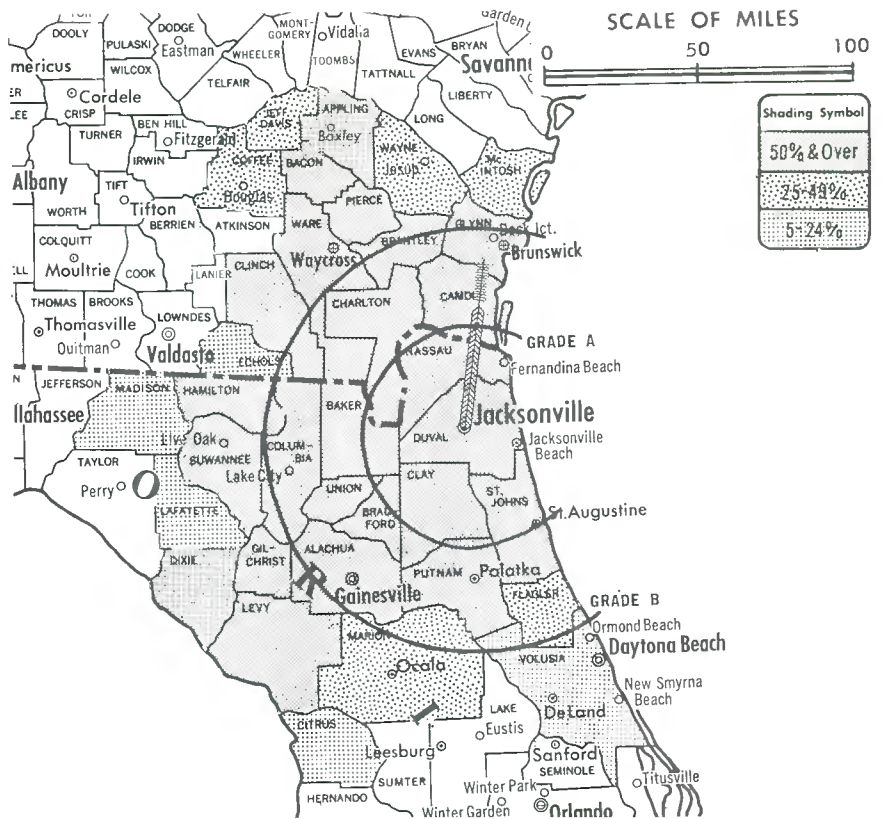 SCALE OF MILES
0 50 100
Shading Symbol
50% & Over
25-49%
5-24%
DOOLY
PULASKI
DODGE
Eastman
MONT-
GOMERY
Vidalia
WHEELER
TOOMBS
EVANS
BRYAN
Garden
mericus
WILCOX
TELFAIR
TATTNALL
Savann
Cordele
CRISP
LEE
LIBERTY
LONG
APPLING
JEFF
DAVIS
Baxley
BEN HILL
Fitzgerald
TURNER
IRWIN
COFFEE
Douglas
BACON
WAYNE
Jesup
Mc
INTOSH
Albany
TIFT
Tifton
WORTH
BERRIEN
ATKINSON
WARE
PIERCE
GLYNN
Dock Jct.
Brunswick
BRANTLEY
Waycross
COLQUITT
Moultrie
COOK
LANIER
CLINCH
CHARLTON
CAMDE
THOMAS
BROOKS
LOWNDES
Thomasville
Quitman
Valdosta
ECHOLS
NASSAU
GRADE A
Fernandina Beach
JEFFERSON
MADISON
HAMILTON
BAKER
llahassee
Jacksonville
DUVAL
Jacksonville
Beach
Live Oak
SUWANNEE
COLUM-
BIA
Lake City
TAYLOR
Perry
O
CLAY
UNION
BRAD
FORD
ST.
JOHNS
St. Augustine
LAFAYETTE
DIXIE
GIL-
CHRIST
ALACHUA
R
Gainesville
PUTNAM
Palatka
FLAGLER
GRADE B
LEVY
MARION
Ocala
Ormond Beach
Daytona Beach
VOLUSIA
New Smyrna
Beach
DeLand
I
LAKE
Eustis
CITRUS
Leesburg
Sanford
SEMINOLE
SUMTER
Titusville
HERNANDO
Winter Park
Winter Garden
Orlando